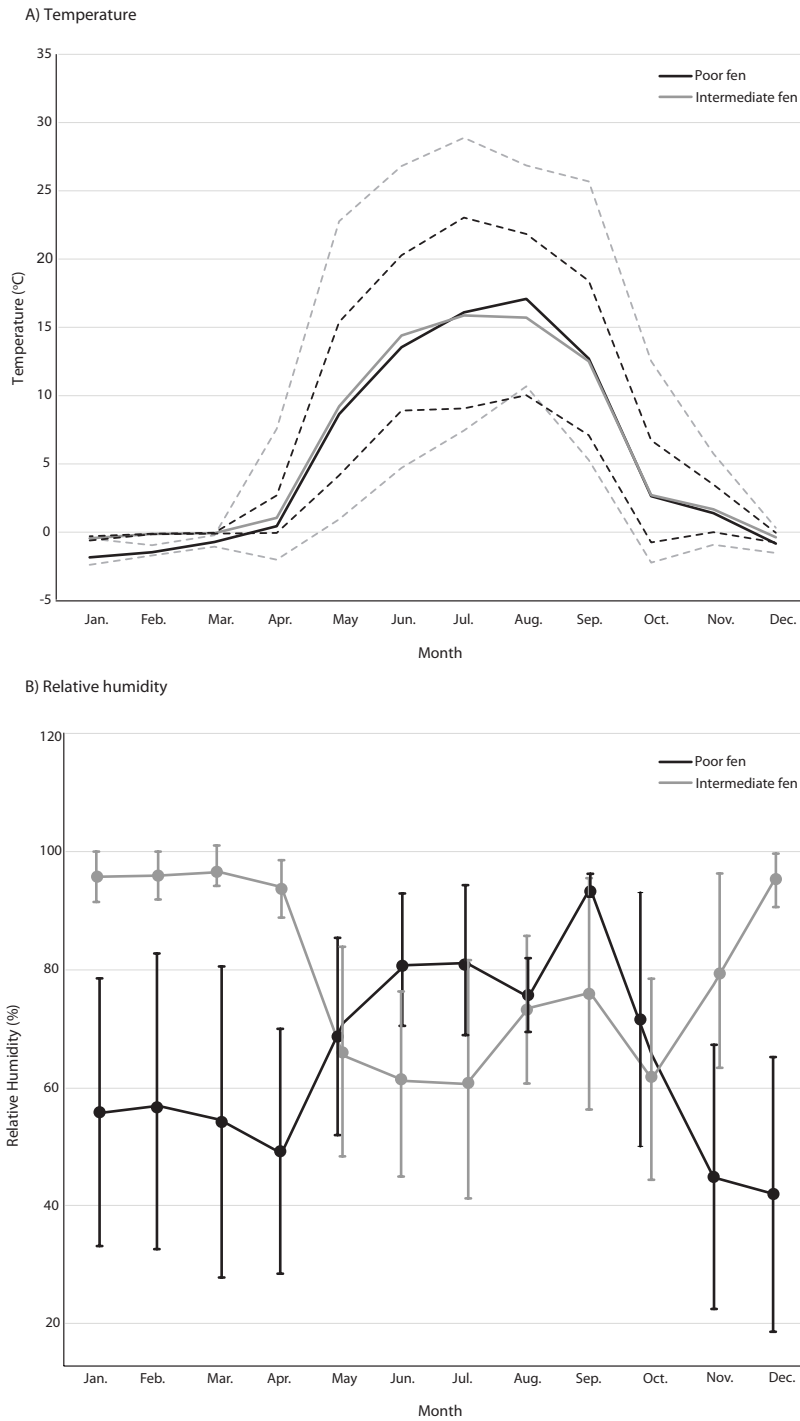 A) Temperature
35
Poor fen
Intermediate fen
30
25
20
15
10
5
0
-5
Temperature (°C)
Jan. Feb. Mar. Apr. May Jun. Jul. Aug. Sep. Oct. Nov. Dec.
Month
B) Relative humidity
120
Poor fen
Intermediate fen
100
80
60
40
20
Relative Humidity (%)
Jan. Feb. Mar. Apr. May Jun. Jul. Aug. Sep. Oct. Nov. Dec.
Month